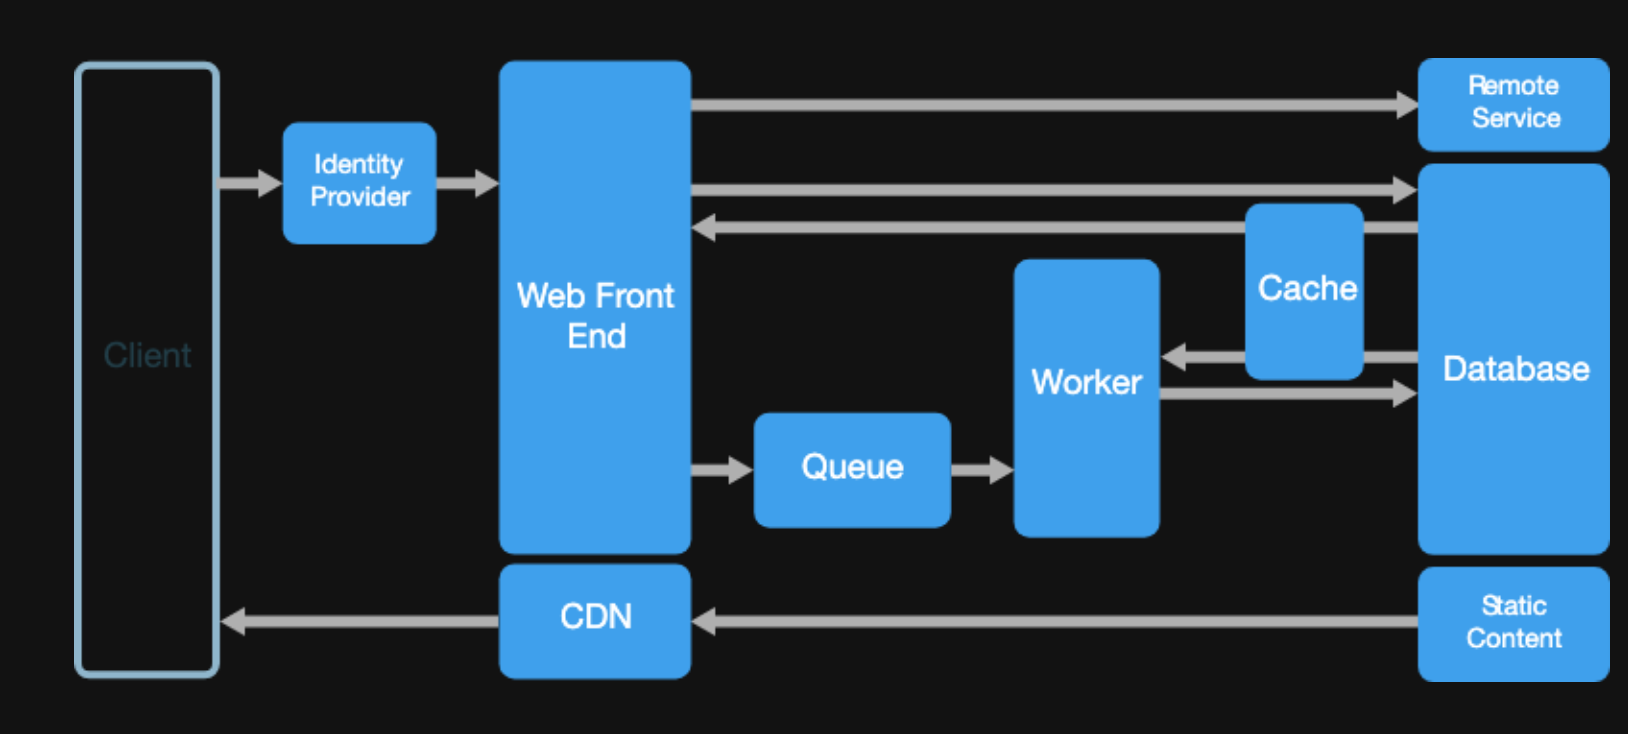 Client
Identity
Provider
Web Front
End
CDN
Queue
Worker
Cache
Remote
Service
Database
Static
Content